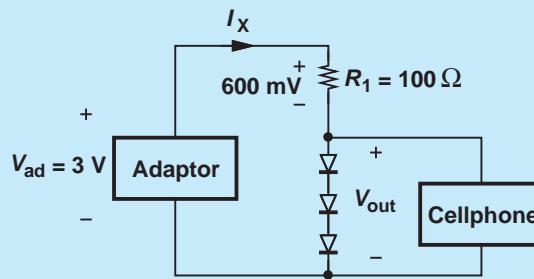 I_X
+
600 mV
−
R_1 = 100 Ω
+
V_ad = 3 V
−
Adaptor
+
V_out
−
Cellphone